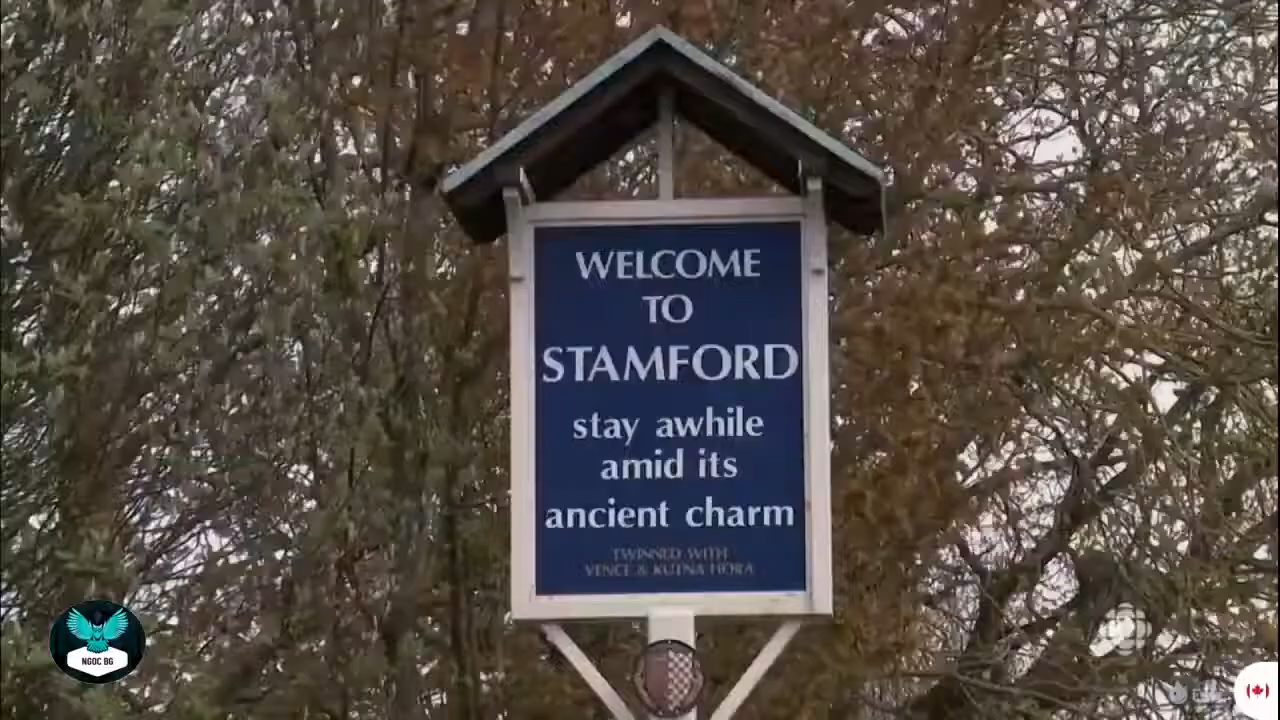 WELCOME
TO
STAMFORD
stay awhile
amid its
ancient charm
TWINNED WITH
VENCE & KUTNA HORA
NGOC BG